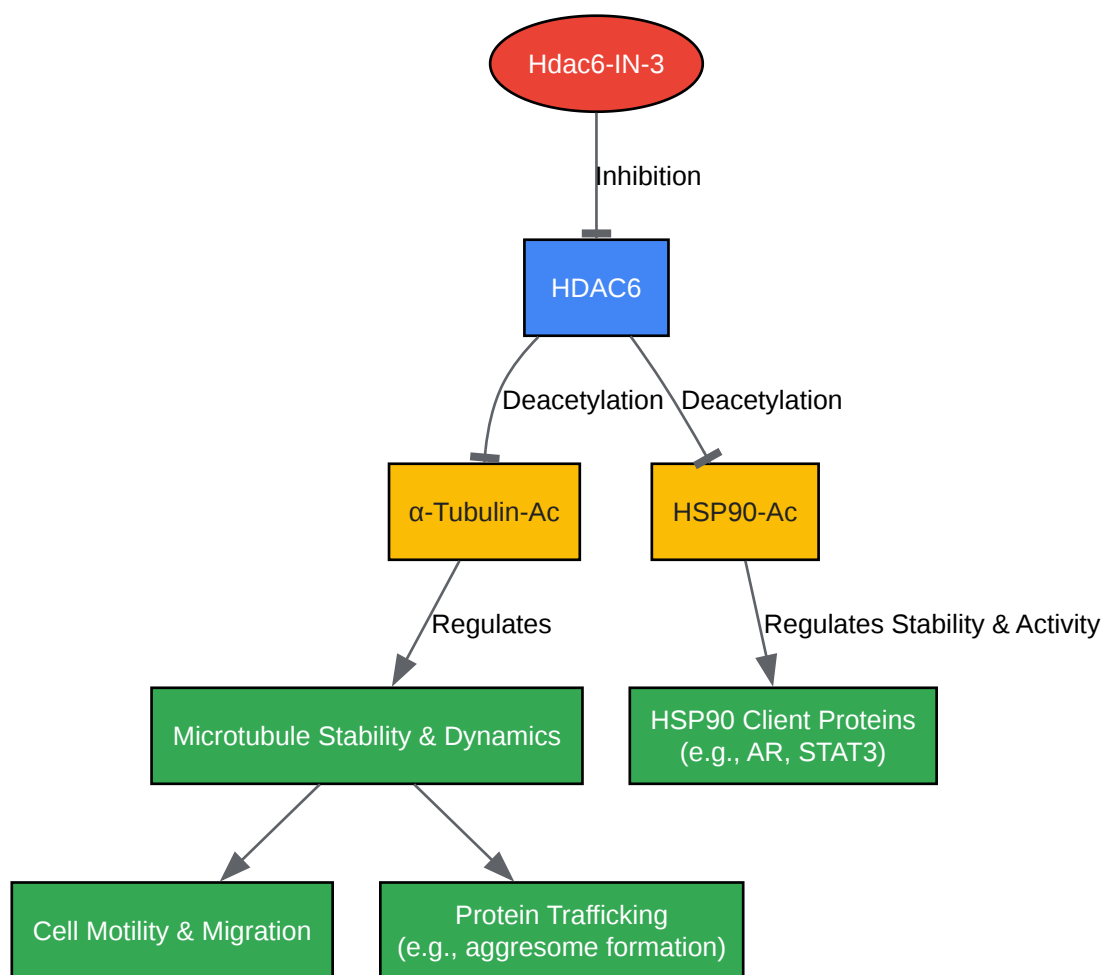 Hdac6-IN-3
Inhibition
HDAC6
Deacetylation
Deacetylation
α-Tubulin-Ac
HSP90-Ac
Regulates
Regulates Stability & Activity
Microtubule Stability & Dynamics
HSP90 Client Proteins
(e.g., AR, STAT3)
Cell Motility & Migration
Protein Trafficking
(e.g., aggresome formation)